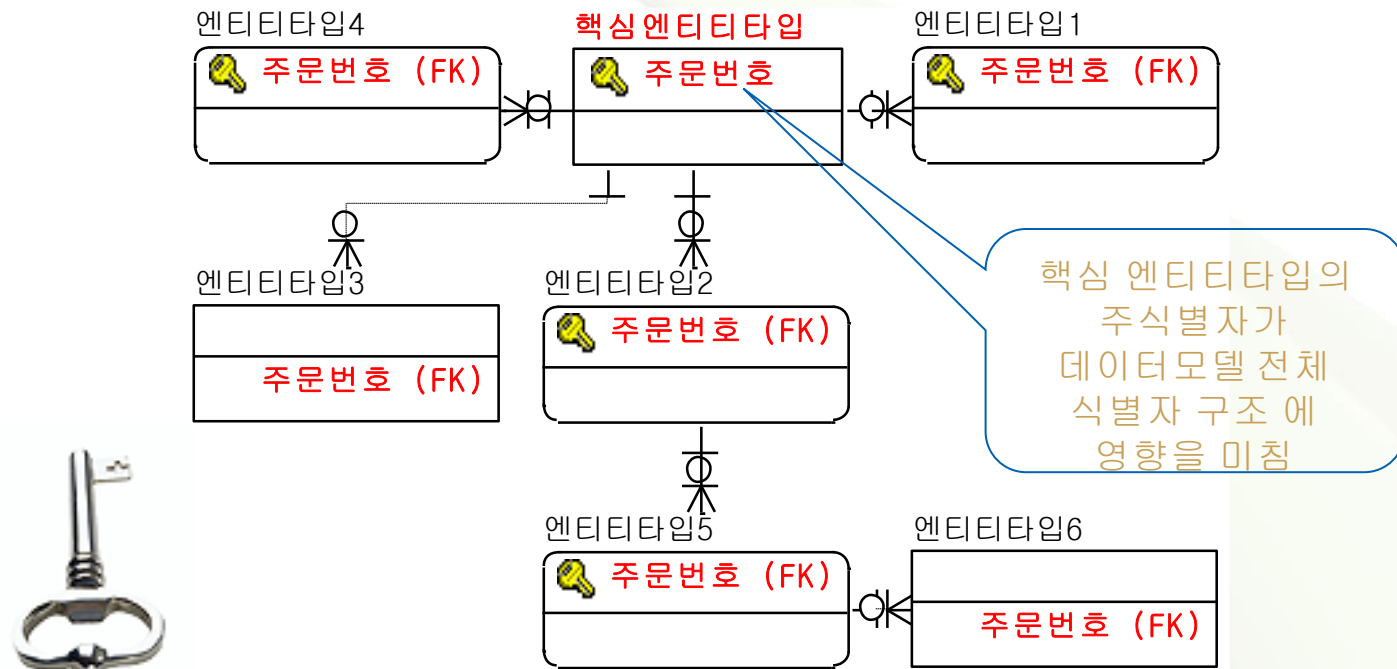 엔티티타입4
핵심엔티티타입
엔티티타입1
주문번호 (FK)
주문번호
주문번호 (FK)
엔티티타입3
엔티티타입2
주문번호 (FK)
주문번호 (FK)
핵심 엔티티타입의
주식별자가
데이터모델 전체
식별자 구조 에
영향을 미침
엔티티타입5
엔티티타입6
주문번호 (FK)
주문번호 (FK)